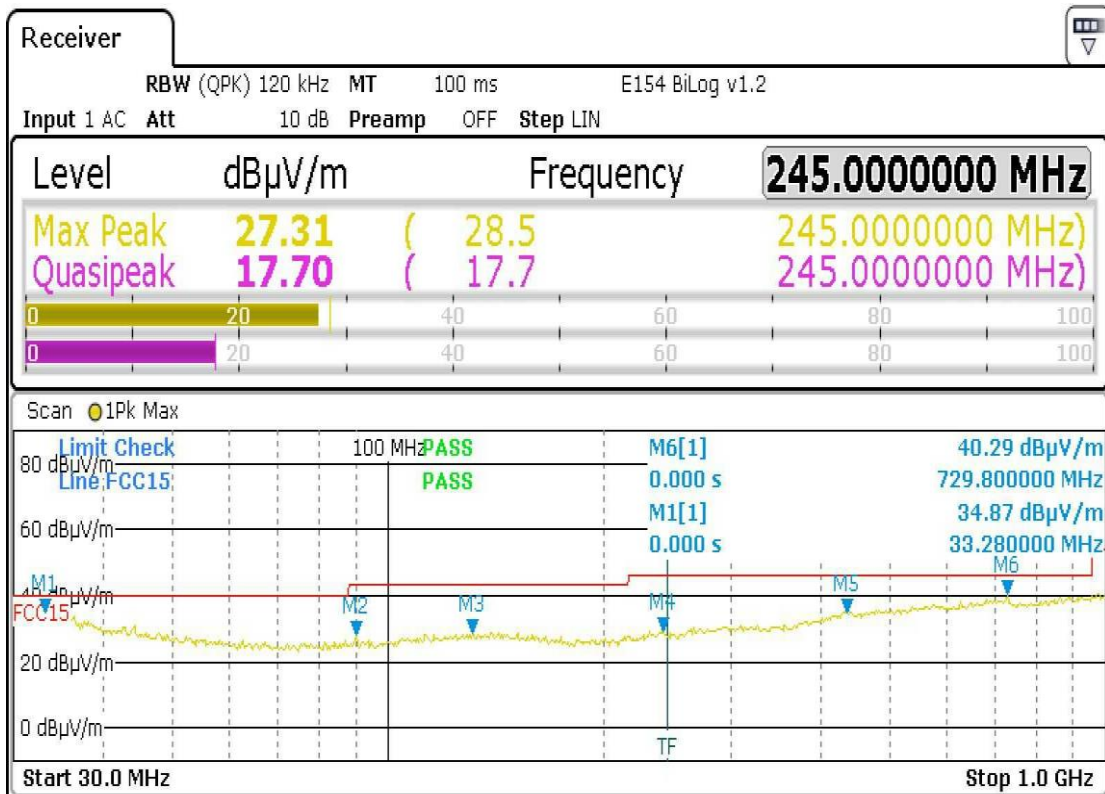 Receiver
RBW (QPK) 120 kHz MT 100 ms E154 BiLog v1.2
Input 1 AC Att 10 dB Preamp OFF Step LIN
Level dBµV/m Frequency 245.0000000 MHz
Max Peak 27.31 ( 28.5 245.0000000 MHz)
Quasipeak 17.70 ( 17.7 245.0000000 MHz)
0 20 40 60 80 100
0 20 40 60 80 100
Scan 1Pk Max
Limit Check 100 MHz PASS M6[1] 40.29 dBµV/m
80 dBµV/m
Line FCC15 PASS 0.000 s 729.800000 MHz
M1[1] 34.87 dBµV/m
60 dBµV/m
0.000 s 33.280000 MHz
M6
M1 M5
40 dBµV/m
FCC15 M2 M3 M4
20 dBµV/m
0 dBµV/m
TF
Start 30.0 MHz Stop 1.0 GHz